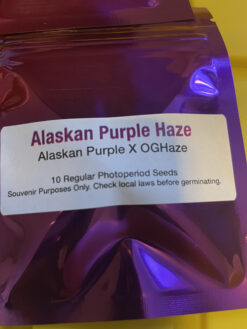 Alaskan Purple Haze
Alaskan Purple X OGHaze
10 Regular Photoperiod Seeds
Souvenir Purposes Only. Check local laws before germinating.